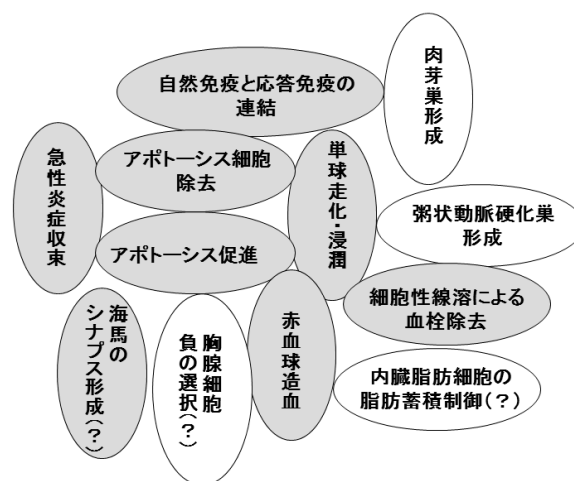 自然免疫と応答免疫の
連結
肉芽巣形成
アポトーシス細胞
除去
単球走化・浸潤
急性炎症収束
粥状動脈硬化巣
形成
アポトーシス促進
細胞性線溶による
血栓除去
海馬の
シナプス形成(?)
胸腺細胞
負の選択(?)
赤血球造血
内臓脂肪細胞の
脂肪蓄積制御(?)